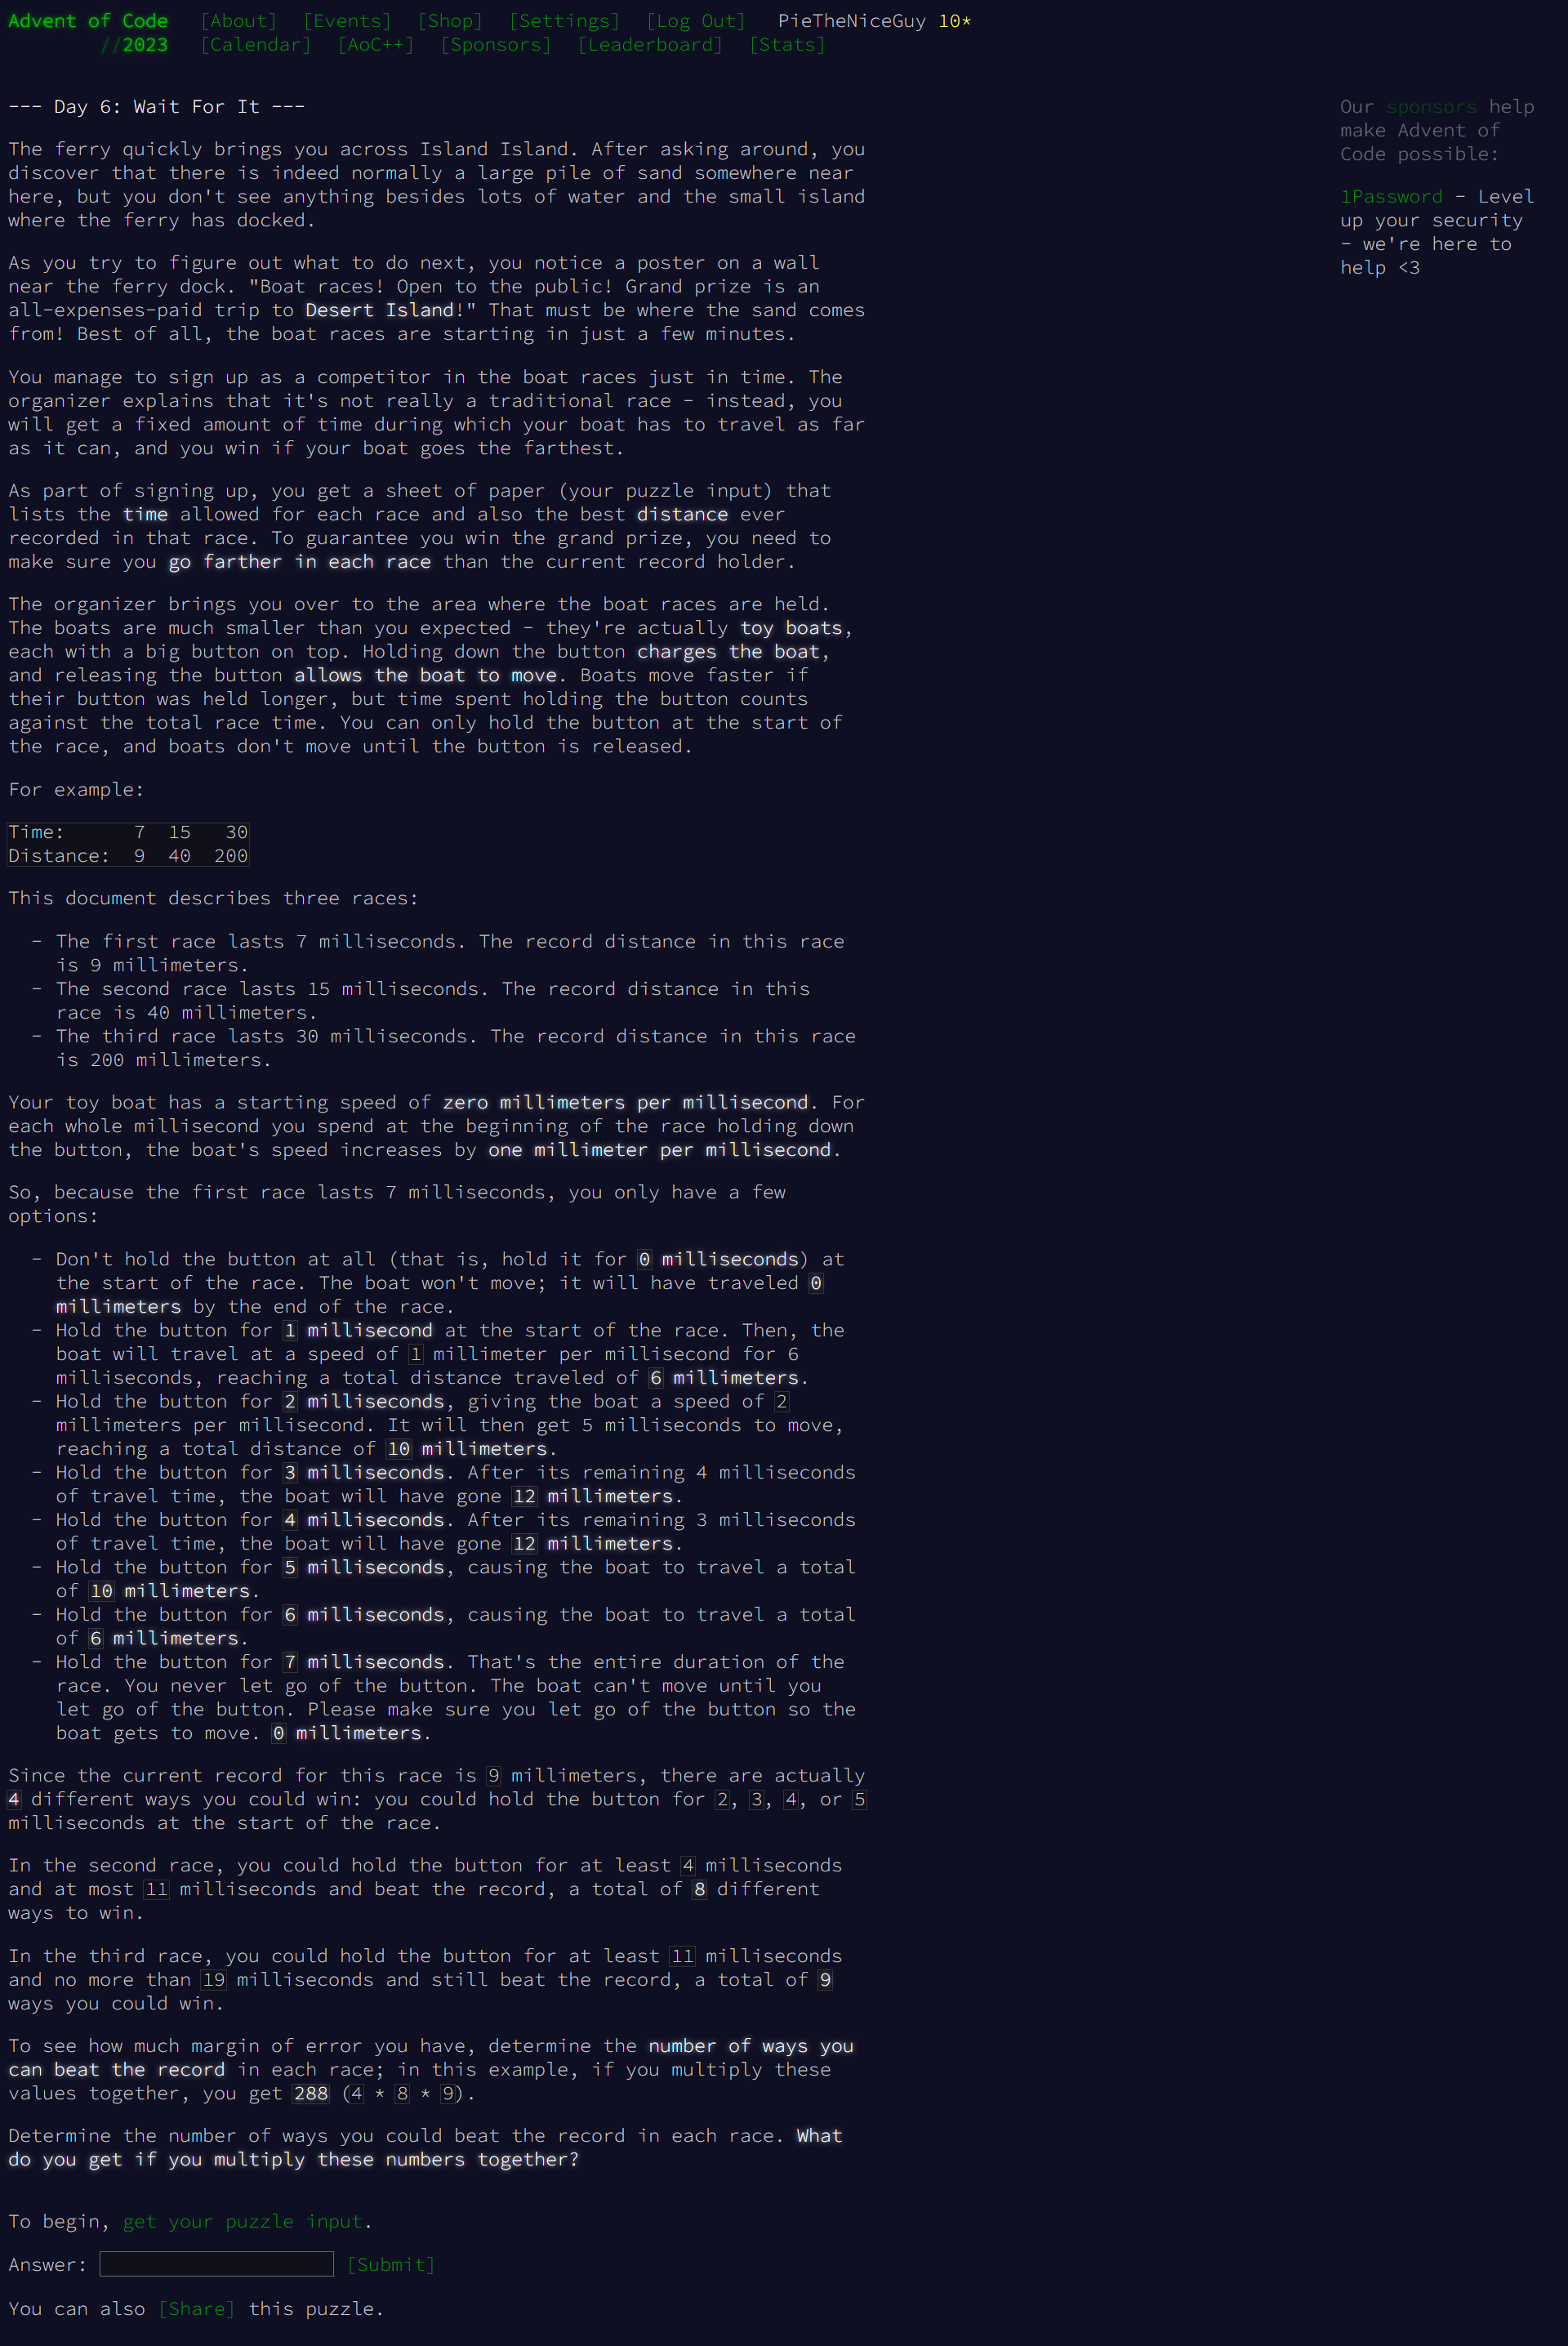 Advent of Code [About] [Events] [Shop] [Settings] [Log Out] PieTheNiceGuy 10*
//2023 [Calendar] [AoC++] [Sponsors] [Leaderboard] [Stats]
--- Day 6: Wait For It ---
The ferry quickly brings you across Island Island. After asking around, you
discover that there is indeed normally a large pile of sand somewhere near
here, but you don't see anything besides lots of water and the small island
where the ferry has docked.
As you try to figure out what to do next, you notice a poster on a wall
near the ferry dock. "Boat races! Open to the public! Grand prize is an
all-expenses-paid trip to Desert Island!" That must be where the sand comes
from! Best of all, the boat races are starting in just a few minutes.
You manage to sign up as a competitor in the boat races just in time. The
organizer explains that it's not really a traditional race - instead, you
will get a fixed amount of time during which your boat has to travel as far
as it can, and you win if your boat goes the farthest.
As part of signing up, you get a sheet of paper (your puzzle input) that
lists the time allowed for each race and also the best distance ever
recorded in that race. To guarantee you win the grand prize, you need to
make sure you go farther in each race than the current record holder.
The organizer brings you over to the area where the boat races are held.
The boats are much smaller than you expected - they're actually toy boats,
each with a big button on top. Holding down the button charges the boat,
and releasing the button allows the boat to move. Boats move faster if
their button was held longer, but time spent holding the button counts
against the total race time. You can only hold the button at the start of
the race, and boats don't move until the button is released.
For example:
Time:      7  15   30
Distance:  9  40  200
This document describes three races:
- The first race lasts 7 milliseconds. The record distance in this race
is 9 millimeters.
- The second race lasts 15 milliseconds. The record distance in this
race is 40 millimeters.
- The third race lasts 30 milliseconds. The record distance in this race
is 200 millimeters.
Your toy boat has a starting speed of zero millimeters per millisecond. For
each whole millisecond you spend at the beginning of the race holding down
the button, the boat's speed increases by one millimeter per millisecond.
So, because the first race lasts 7 milliseconds, you only have a few
options:
- Don't hold the button at all (that is, hold it for 0 milliseconds) at
the start of the race. The boat won't move; it will have traveled 0
millimeters by the end of the race.
- Hold the button for 1 millisecond at the start of the race. Then, the
boat will travel at a speed of 1 millimeter per millisecond for 6
milliseconds, reaching a total distance traveled of 6 millimeters.
- Hold the button for 2 milliseconds, giving the boat a speed of 2
millimeters per millisecond. It will then get 5 milliseconds to move,
reaching a total distance of 10 millimeters.
- Hold the button for 3 milliseconds. After its remaining 4 milliseconds
of travel time, the boat will have gone 12 millimeters.
- Hold the button for 4 milliseconds. After its remaining 3 milliseconds
of travel time, the boat will have gone 12 millimeters.
- Hold the button for 5 milliseconds, causing the boat to travel a total
of 10 millimeters.
- Hold the button for 6 milliseconds, causing the boat to travel a total
of 6 millimeters.
- Hold the button for 7 milliseconds. That's the entire duration of the
race. You never let go of the button. The boat can't move until you
let go of the button. Please make sure you let go of the button so the
boat gets to move. 0 millimeters.
Since the current record for this race is 9 millimeters, there are actually
4 different ways you could win: you could hold the button for 2, 3, 4, or 5
milliseconds at the start of the race.
In the second race, you could hold the button for at least 4 milliseconds
and at most 11 milliseconds and beat the record, a total of 8 different
ways to win.
In the third race, you could hold the button for at least 11 milliseconds
and no more than 19 milliseconds and still beat the record, a total of 9
ways you could win.
To see how much margin of error you have, determine the number of ways you
can beat the record in each race; in this example, if you multiply these
values together, you get 288 (4 * 8 * 9).
Determine the number of ways you could beat the record in each race. What
do you get if you multiply these numbers together?
To begin, get your puzzle input.
Answer: [Submit]
You can also [Share] this puzzle.
Our sponsors help
make Advent of
Code possible:
1Password - Level
up your security
- we're here to
help <3